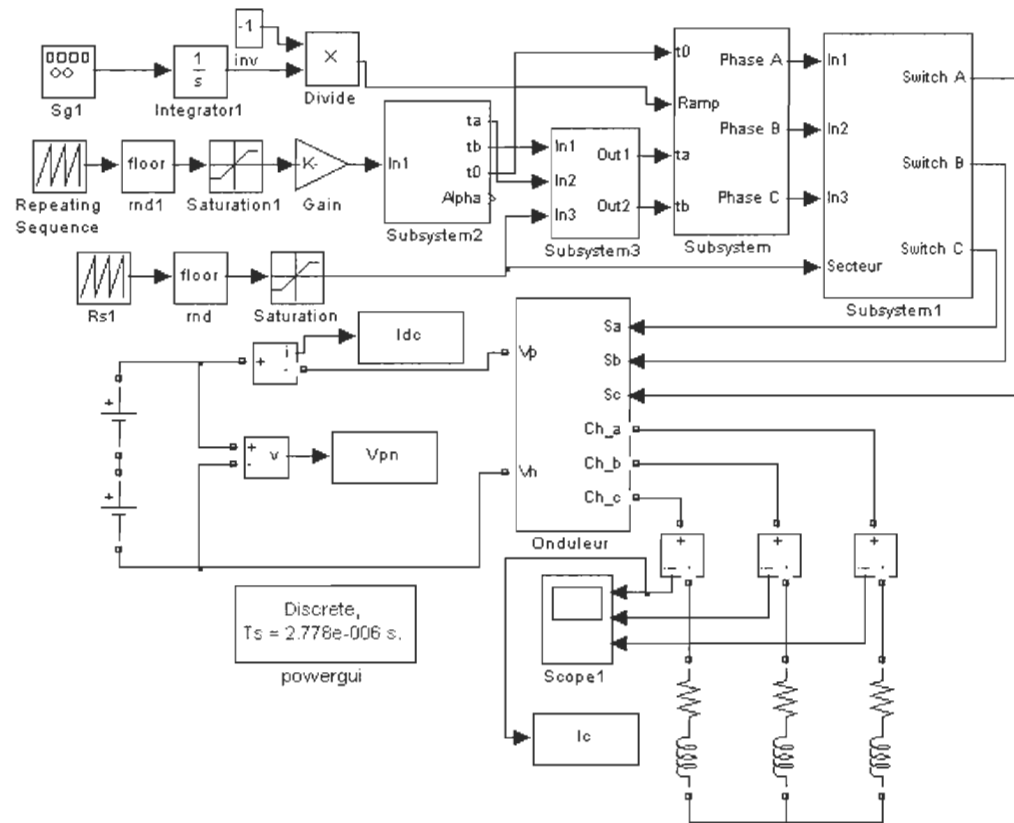 -1
inv
Sg1
1
s
Integrator1
×
Divide
Repeating
Sequence
floor
rnd1
Saturation1
-K-
Gain
In1
ta
tb
t0
Alpha
Subsystem2
In1
In2
In3
Out1
Out2
Subsystem3
t0
Ramp
ta
tb
Phase A
Phase B
Phase C
Subsystem
In1
In2
In3
Secteur
Switch A
Switch B
Switch C
Subsystem1
Rs1
floor
rnd
Saturation
+
i
-
Idc
+
-
v
Vpn
+
+
Vp
Vn
Sa
Sb
Sc
Ch_a
Ch_b
Ch_c
Onduleur
+
i
-
+
i
-
+
i
-
Discrete,
Ts = 2.778e-006 s.
powergui
Scope1
Ic